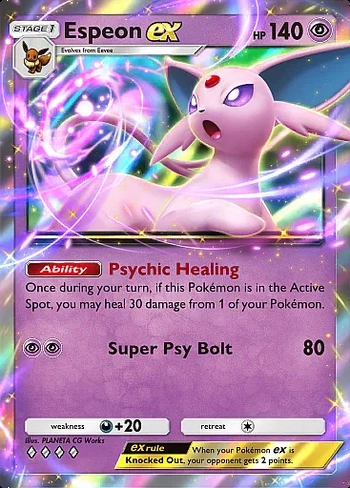 STAGE 1
Espeon ex
HP 140
Evolves from Eevee
Ability Psychic Healing
Once during your turn, if this Pokémon is in the Active
Spot, you may heal 30 damage from 1 of your Pokémon.
Super Psy Bolt 80
weakness +20 retreat
Illus. PLANETA CG Works
ex rule When your Pokémon ex is
Knocked Out, your opponent gets 2 points.